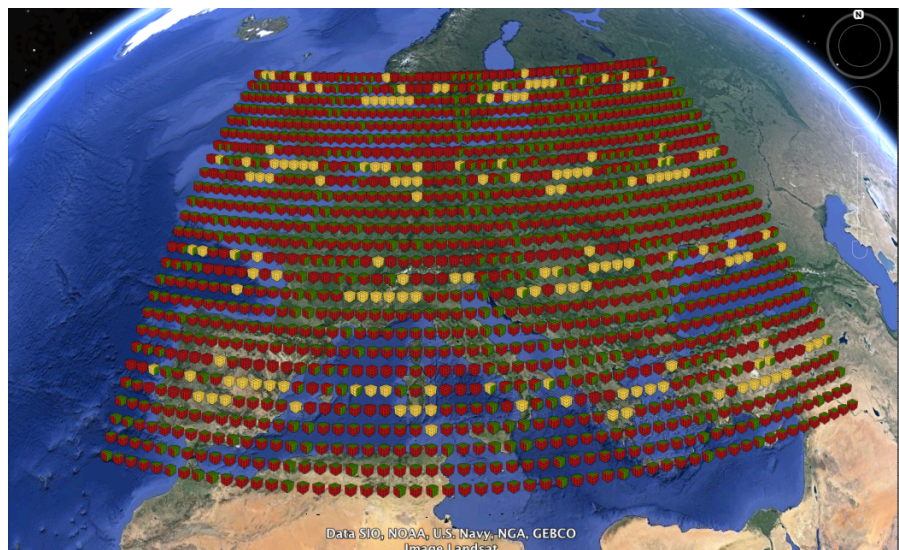 N
Data SIO, NOAA, U.S. Navy, NGA, GEBCO
Image Landsat